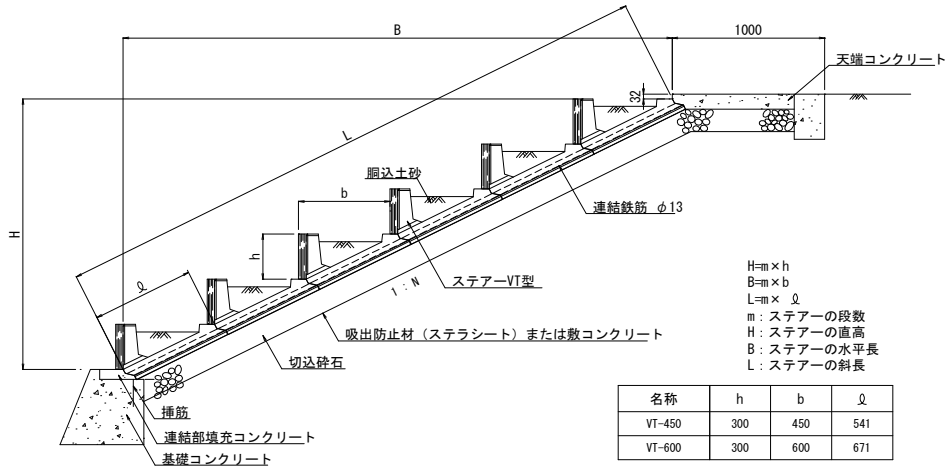 B
1000
天端コンクリート
32
L
胴込土砂
b
連結鉄筋 φ13
H
h
ステアーVT型
ℓ
1:N
吸出防止材(ステラシート)または敷コンクリート
切込砕石
挿筋
連結部填充コンクリート
基礎コンクリート
H=m×h
B=m×b
L=m× ℓ
m:ステアーの段数
H:ステアーの直高
B:ステアーの水平長
L:ステアーの斜長
名称 h b ℓ
VT-450 300 450 541
VT-600 300 600 671